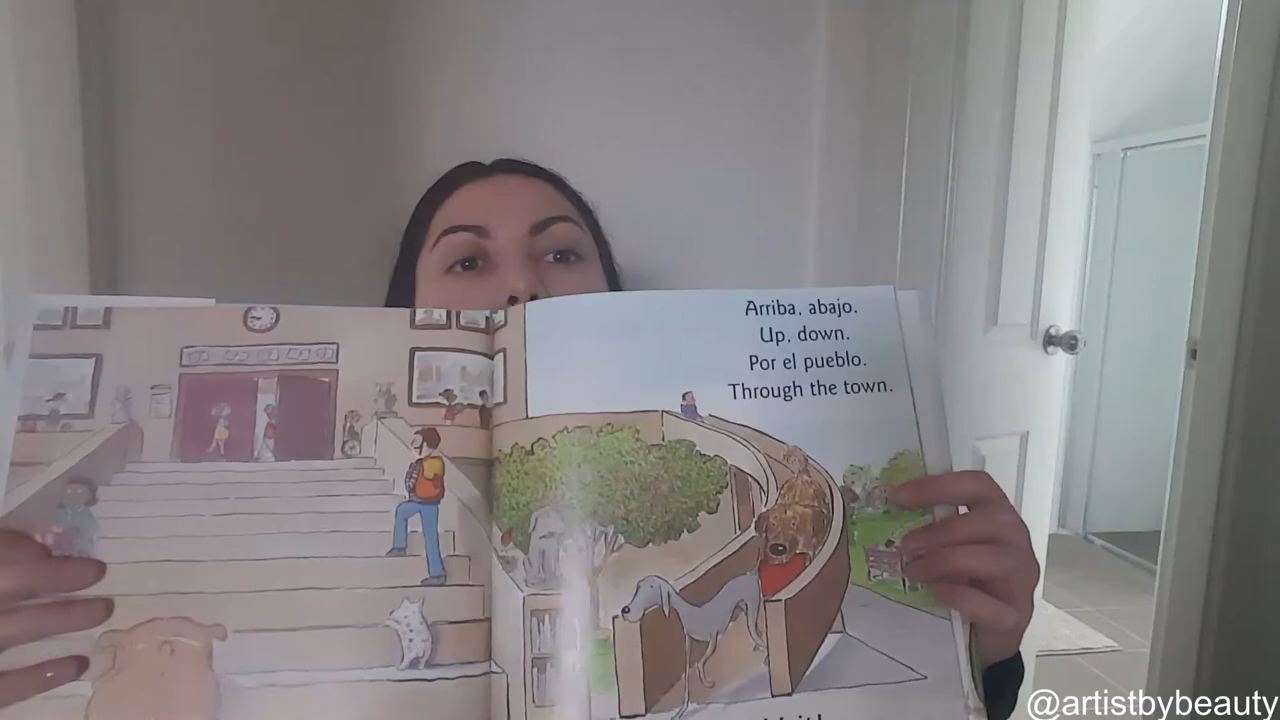 Arriba, abajo.
Up, down.
Por el pueblo.
Through the town.
@artistbybeauty